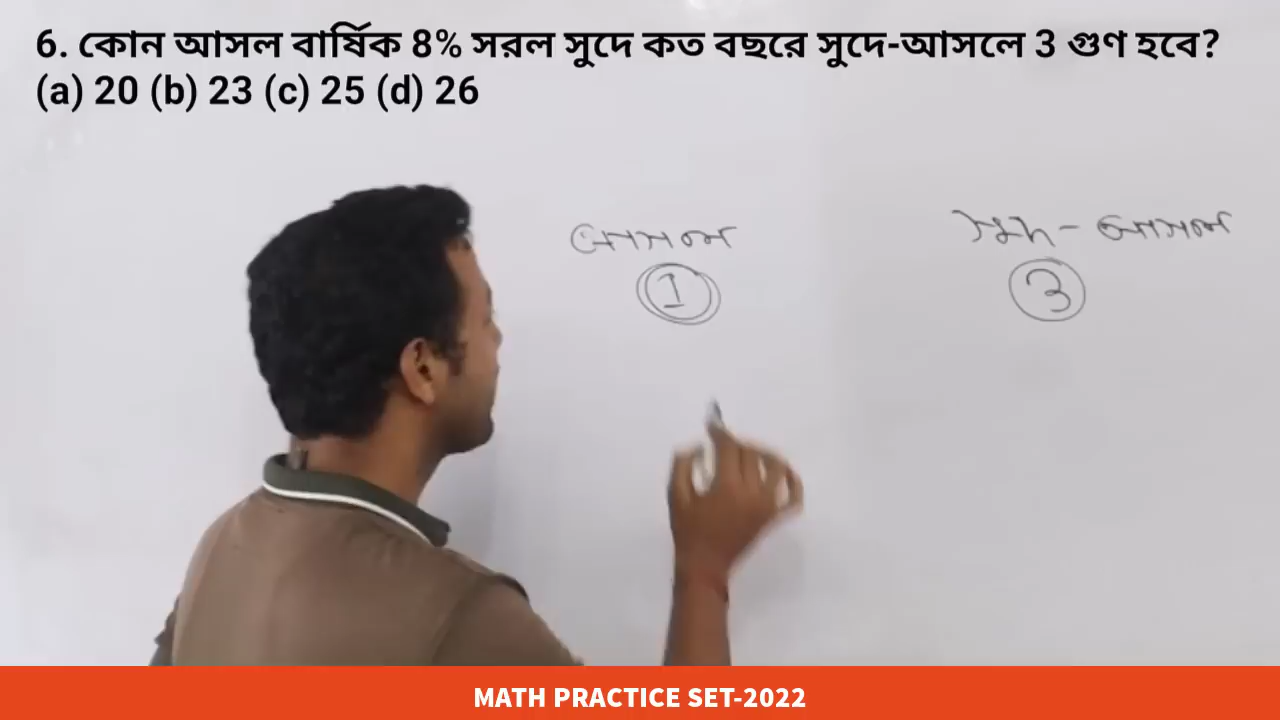 6. কোন আসল বার্ষিক 8% সরল সুদে কত বছরে সুদে-আসলে 3 গুণ হবে?
(a) 20 (b) 23 (c) 25 (d) 26
আসল সুদ-আসল
1 3
MATH PRACTICE SET-2022